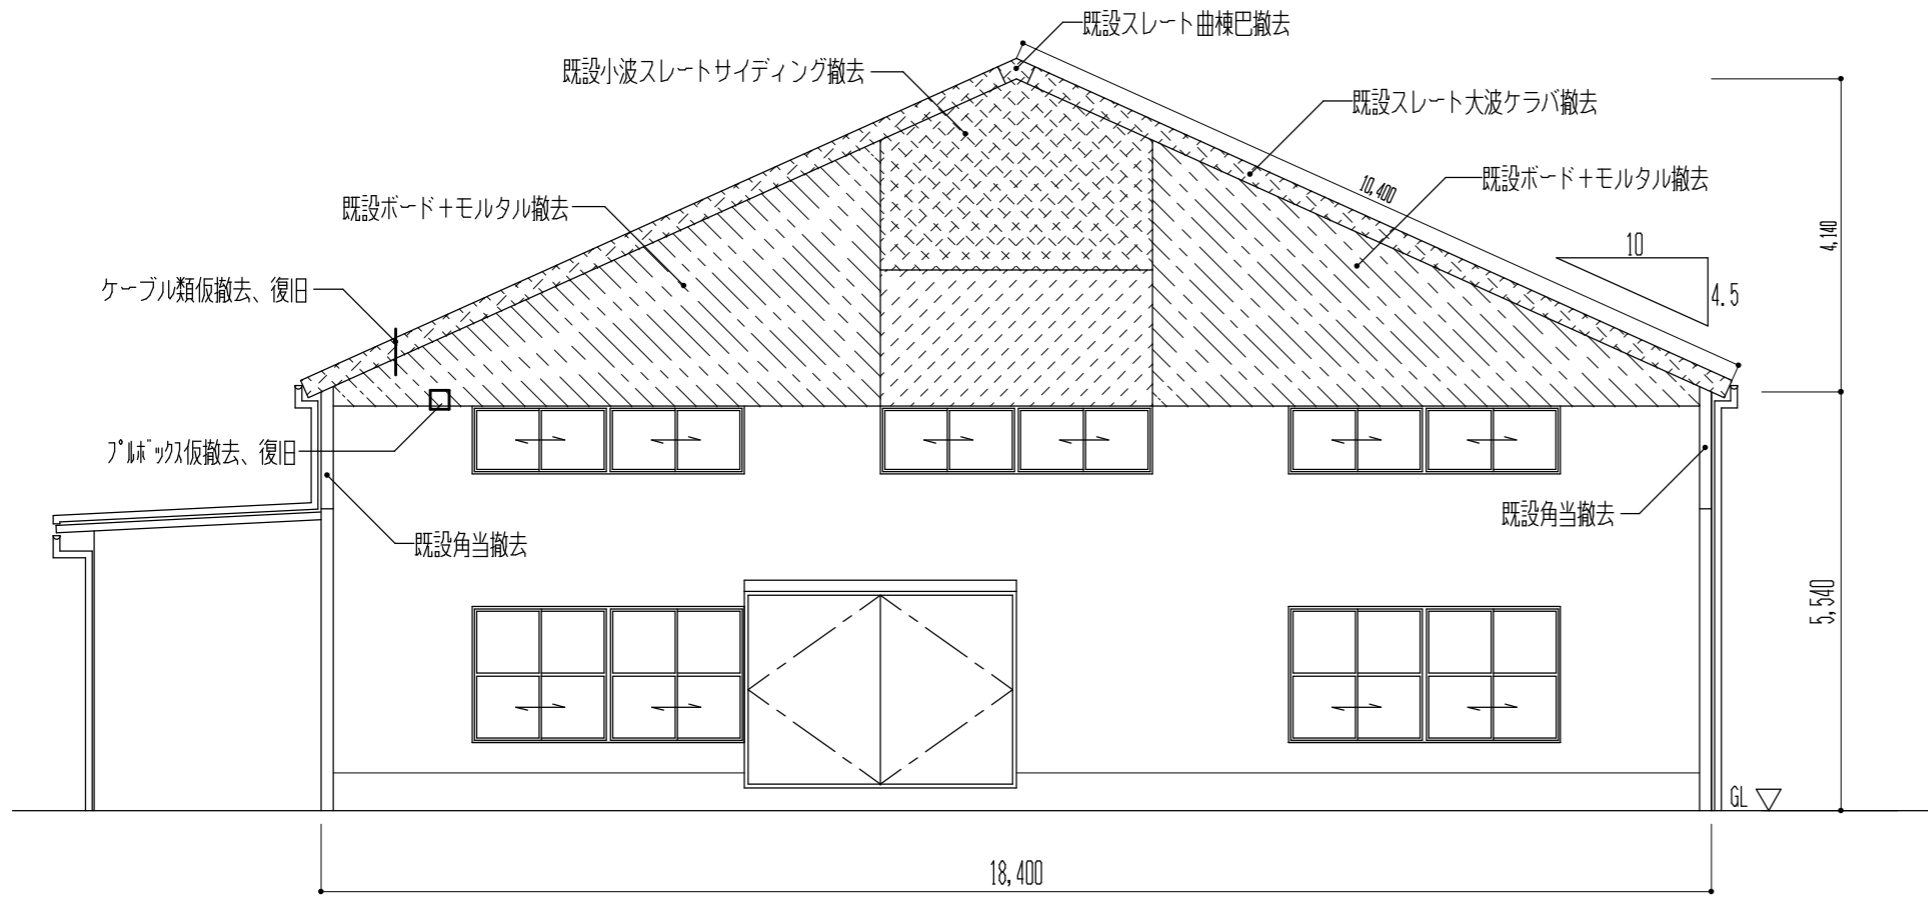 既設スレート曲棟巴撤去
既設小波スレートサイディング撤去
既設スレート大波ケラバ撤去
既設ボード+モルタル撤去
10,400
既設ボード+モルタル撤去
4,140
10
4.5
ケーブル類仮撤去、復旧
プルボックス仮撤去、復旧
既設角当撤去
既設角当撤去
5,540
GL
18,400